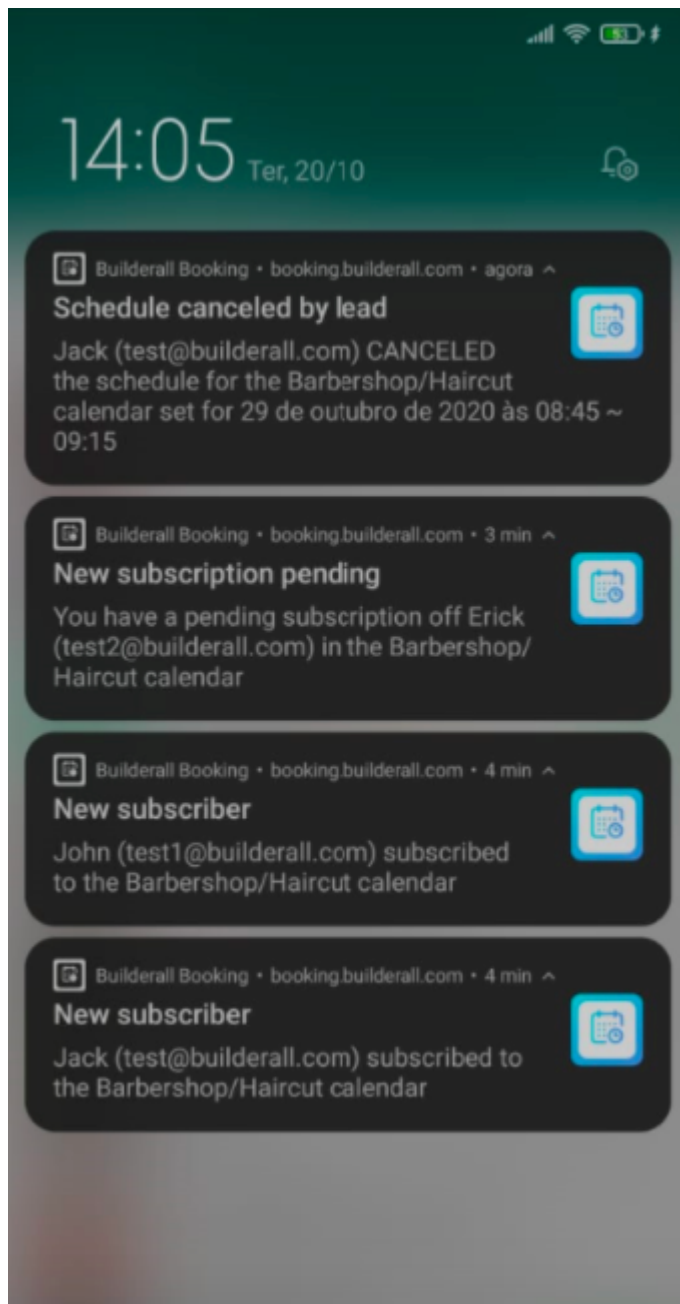 53
14:05 Ter, 20/10
Builderall Booking • booking.builderall.com • agora
Schedule canceled by lead
Jack (test@builderall.com) CANCELED
the schedule for the Barbershop/Haircut
calendar set for 29 de outubro de 2020 às 08:45 ~
09:15
Builderall Booking • booking.builderall.com • 3 min
New subscription pending
You have a pending subscription off Erick
(test2@builderall.com) in the Barbershop/
Haircut calendar
Builderall Booking • booking.builderall.com • 4 min
New subscriber
John (test1@builderall.com) subscribed
to the Barbershop/Haircut calendar
Builderall Booking • booking.builderall.com • 4 min
New subscriber
Jack (test@builderall.com) subscribed to
the Barbershop/Haircut calendar